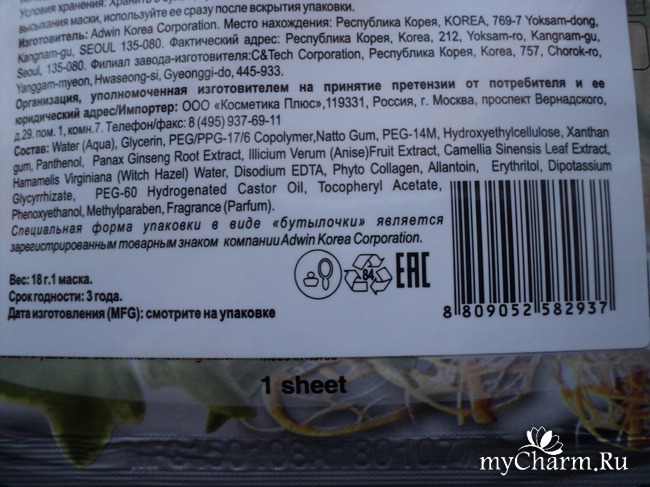 Условия хранения: Хранить в
высыхания маски, используйте ее сразу после вскрытия упаковки.
Изготовитель: Adwin Korea Corporation. Место нахождения: Республика Корея, KOREA, 769-7 Yoksam-dong,
Kangnam-gu, SEOUL 135-080. Фактический адрес: Республика Корея, 212, Yoksam-ro, Kangnam-gu,
Seoul, 135-080. Филиал завода-изготовителя:C&Tech Corporation, Республика Корея, 757, Chorok-ro,
Yanggam-myeon, Hwaseong-si, Gyeonggi-do, 445-933.
Организация, уполномоченная изготовителем на принятие претензии от потребителя и ее
юридический адрес/Импортер: ООО «Косметика Плюс»,119331, Россия, г. Москва, проспект Вернадского,
д.29. пом. 1, комн.7. Телефон/факс: 8 (495) 937-69-11
Состав: Water (Aqua), Glycerin, PEG/PPG-17/6 Copolymer,Natto Gum, PEG-14M, Hydroxyethylcellulose, Xanthan
gum, Panthenol, Panax Ginseng Root Extract, Illicium Verum (Anise)Fruit Extract, Camellia Sinensis Leaf Extract,
Hamamelis Virginiana (Witch Hazel) Water, Disodium EDTA, Phyto Collagen, Allantoin, Erythritol, Dipotassium
Glycyrrhizate, PEG-60 Hydrogenated Castor Oil, Tocopheryl Acetate,
Phenoxyethanol, Methylparaben, Fragrance (Parfum).
Специальная форма упаковки в виде «бутылочки» является
зарегистрированным товарным знаком компании Adwin Korea Corporation.
Вес: 18 г.1 маска.
Срок годности: 3 года.
Дата изготовления (MFG): смотрите на упаковке
84
EAC
8 809052 582937
1 sheet
myCharm.Ru